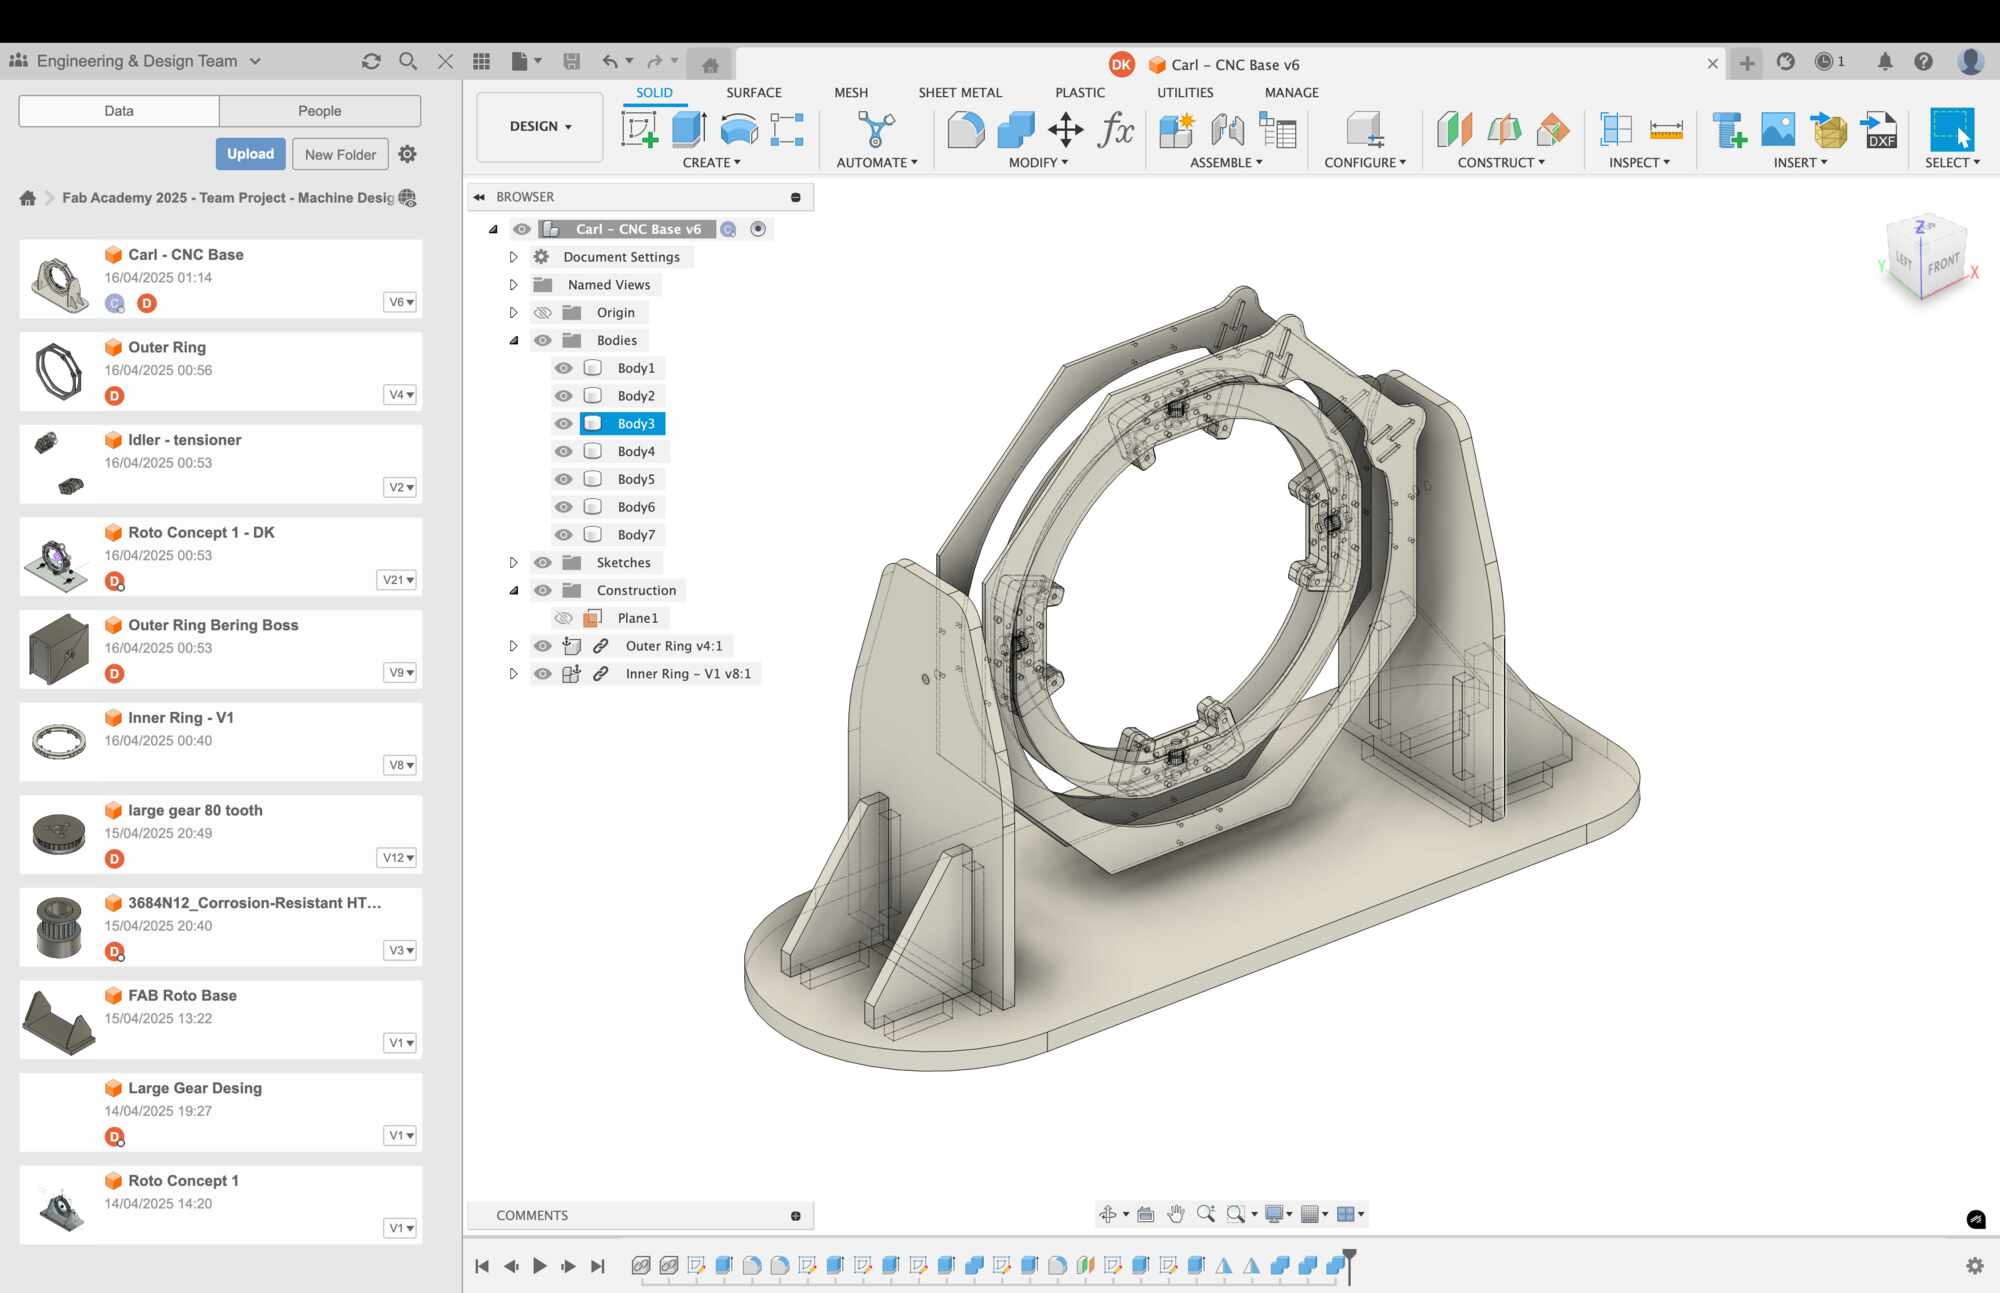 Engineering & Design Team
DK
Carl – CNC Base v6
1
Data
People
Upload
New Folder
Fab Academy 2025 - Team Project - Machine Desig
Carl - CNC Base
16/04/2025 01:14
C
D
V6
Outer Ring
16/04/2025 00:56
D
V4
Idler - tensioner
16/04/2025 00:53
V2
Roto Concept 1 - DK
16/04/2025 00:53
D
V21
Outer Ring Bering Boss
16/04/2025 00:53
D
V9
Inner Ring - V1
16/04/2025 00:40
V8
large gear 80 tooth
15/04/2025 20:49
D
V12
3684N12_Corrosion-Resistant HT...
15/04/2025 20:40
D
V3
FAB Roto Base
15/04/2025 13:22
V1
Large Gear Desing
14/04/2025 19:27
D
V1
Roto Concept 1
14/04/2025 14:20
V1
DESIGN
SOLID
SURFACE
MESH
SHEET METAL
PLASTIC
UTILITIES
MANAGE
fx
DXF
CREATE
AUTOMATE
MODIFY
ASSEMBLE
CONFIGURE
CONSTRUCT
INSPECT
INSERT
SELECT
BROWSER
Carl – CNC Base v6
C
Document Settings
Named Views
Origin
Bodies
Body1
Body2
Body3
Body4
Body5
Body6
Body7
Sketches
Construction
Plane1
Outer Ring v4:1
Inner Ring – V1 v8:1
Z
Y
LEFT
FRONT
X
COMMENTS